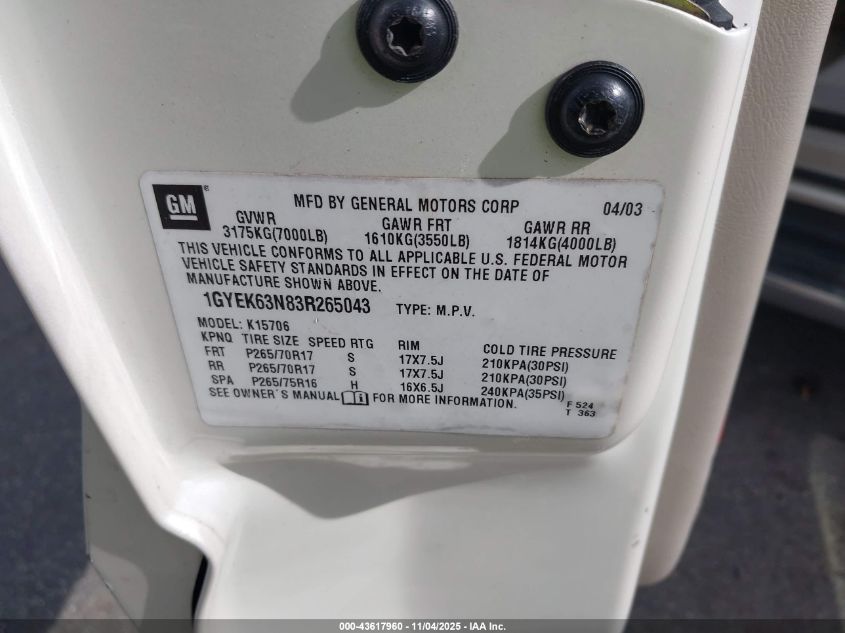 GM ®
MFD BY GENERAL MOTORS CORP 04/03
GVWR GAWR FRT GAWR RR
3175KG(7000LB) 1610KG(3550LB) 1814KG(4000LB)
THIS VEHICLE CONFORMS TO ALL APPLICABLE U.S. FEDERAL MOTOR
VEHICLE SAFETY STANDARDS IN EFFECT ON THE DATE OF
MANUFACTURE SHOWN ABOVE.
1GYEK63N83R265043 TYPE: M.P.V.
MODEL: K15706
KPNQ TIRE SIZE SPEED RTG RIM COLD TIRE PRESSURE
FRT P265/70R17 S 17X7.5J 210KPA(30PSI)
RR P265/70R17 S 17X7.5J 210KPA(30PSI)
SPA P265/75R16 H 16X6.5J 240KPA(35PSI)
SEE OWNER'S MANUAL FOR MORE INFORMATION.
F 524
T 363
000-43617960 - 11/04/2025 - IAA Inc.